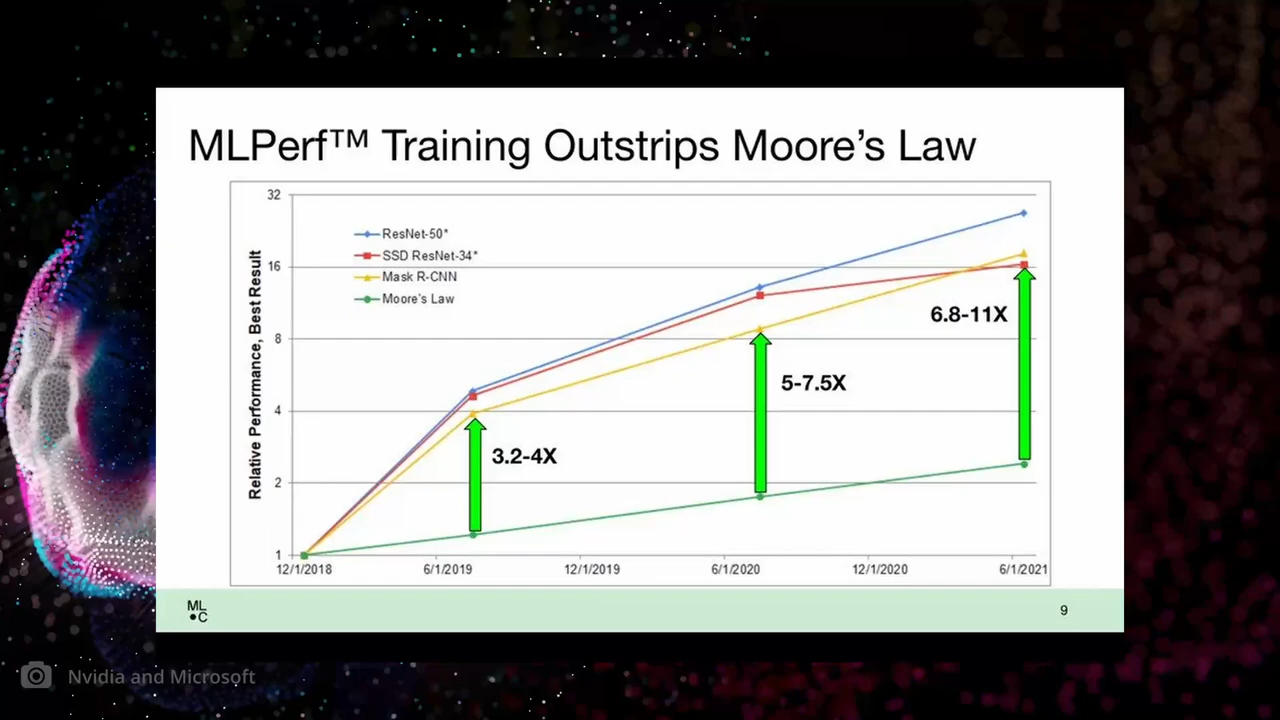 MLPerf™ Training Outstrips Moore's Law
Relative Performance, Best Result
32
16
8
4
2
1
ResNet-50*
SSD ResNet-34*
Mask R-CNN
Moore's Law
3.2-4X
5-7.5X
6.8-11X
12/1/2018
6/1/2019
12/1/2019
6/1/2020
12/1/2020
6/1/2021
ML
•C
9
Nvidia and Microsoft